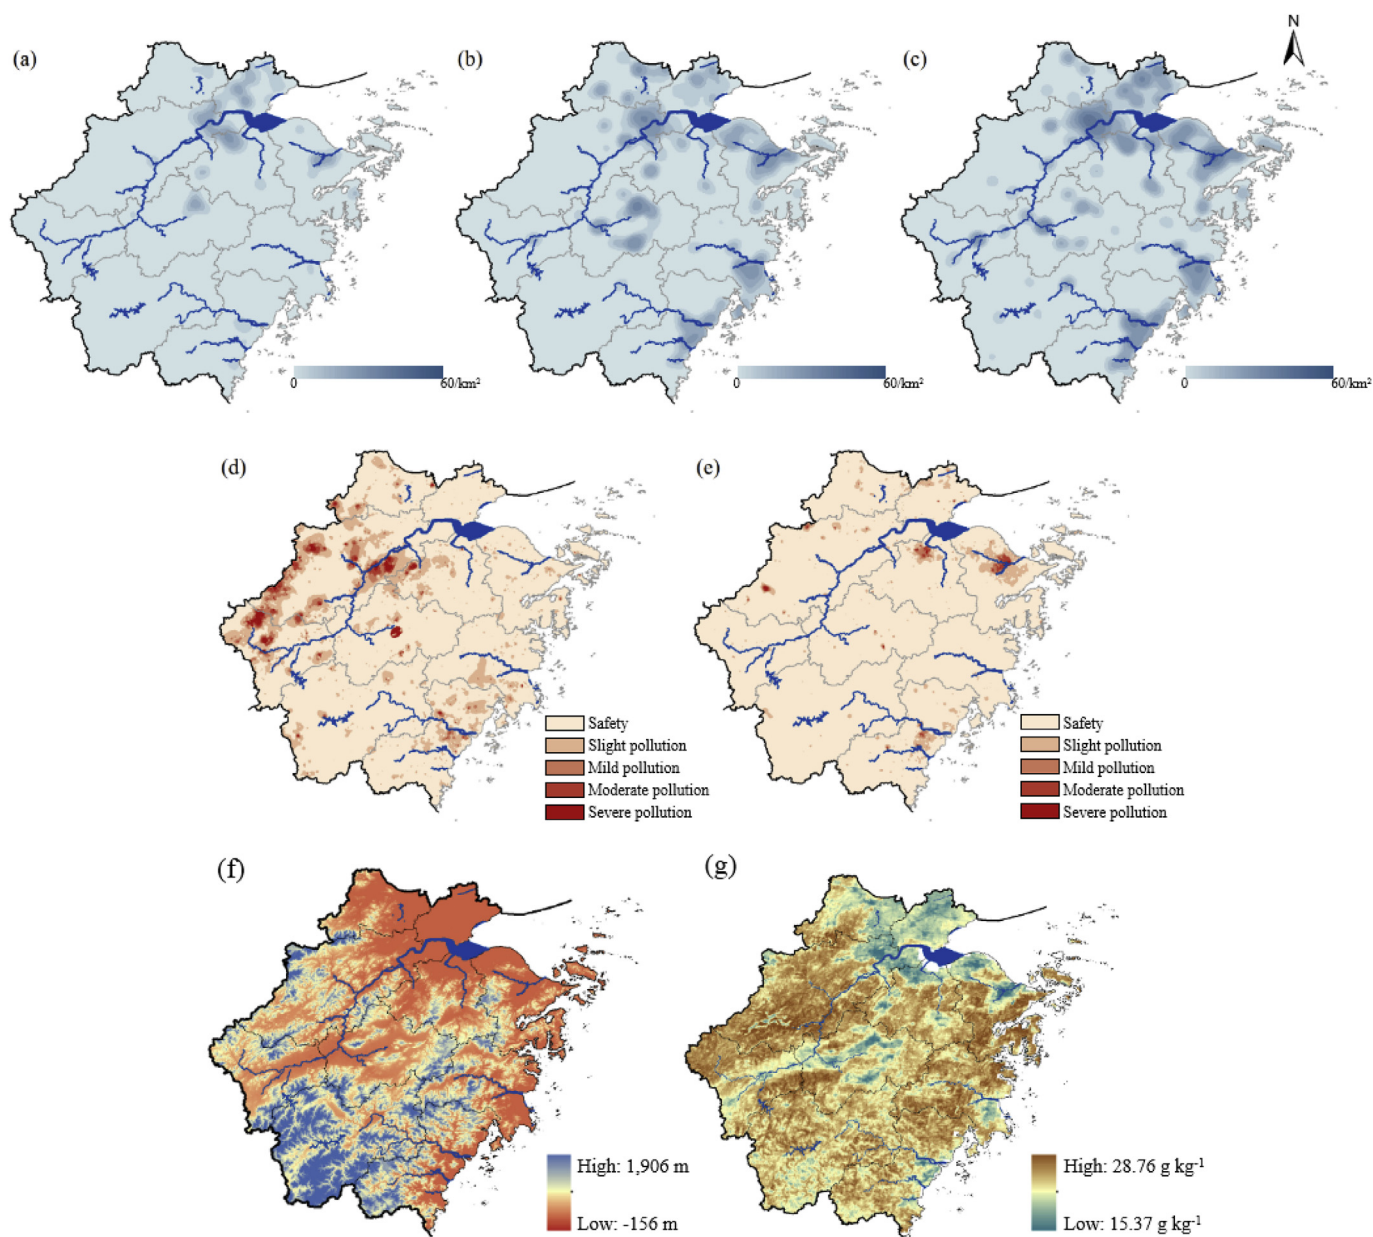 N
(a)
(b)
(c)
0 60/km²
0 60/km²
0 60/km²
(d)
(e)
Safety
Slight pollution
Mild pollution
Moderate pollution
Severe pollution
Safety
Slight pollution
Mild pollution
Moderate pollution
Severe pollution
(f)
(g)
High: 1,906 m
Low: -156 m
High: 28.76 g kg⁻¹
Low: 15.37 g kg⁻¹